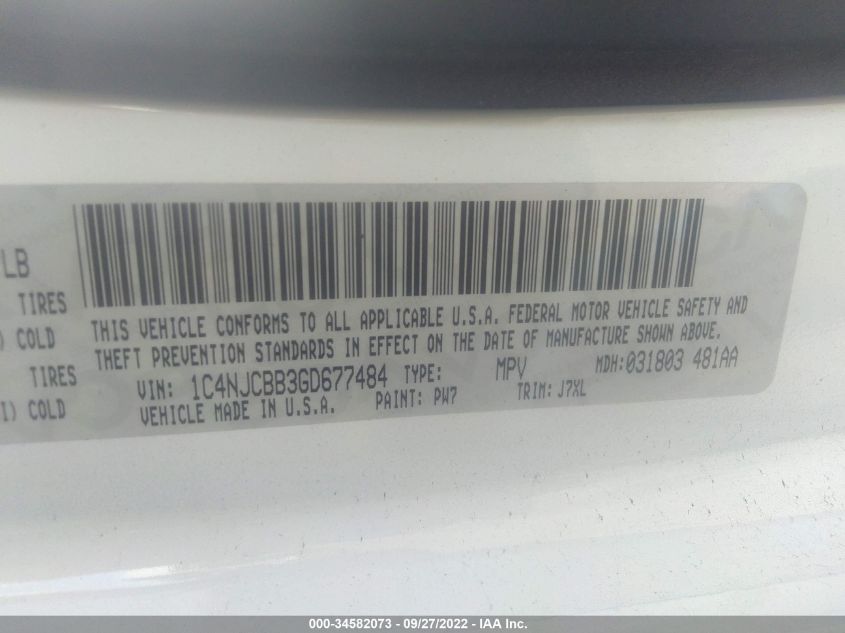 LB
TIRES
) COLD
TIRES
I) COLD
THIS VEHICLE CONFORMS TO ALL APPLICABLE U.S.A. FEDERAL MOTOR VEHICLE SAFETY AND
THEFT PREVENTION STANDARDS IN EFFECT ON THE DATE OF MANUFACTURE SHOWN ABOVE.
VIN: 1C4NJCBB3GD677484 TYPE: MPV MDH:031803 481AA
VEHICLE MADE IN U.S.A. PAINT: PW7 TRIM: J7XL
000-34582073 - 09/27/2022 - IAA Inc.